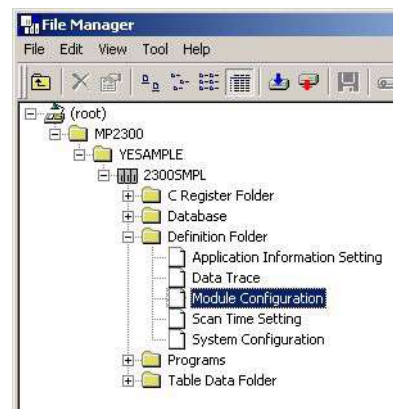 File Manager
File Edit View Tool Help
(root)
MP2300
YESAMPLE
2300SMPL
C Register Folder
Database
Definition Folder
Application Information Setting
Data Trace
Module Configuration
Scan Time Setting
System Configuration
Programs
Table Data Folder